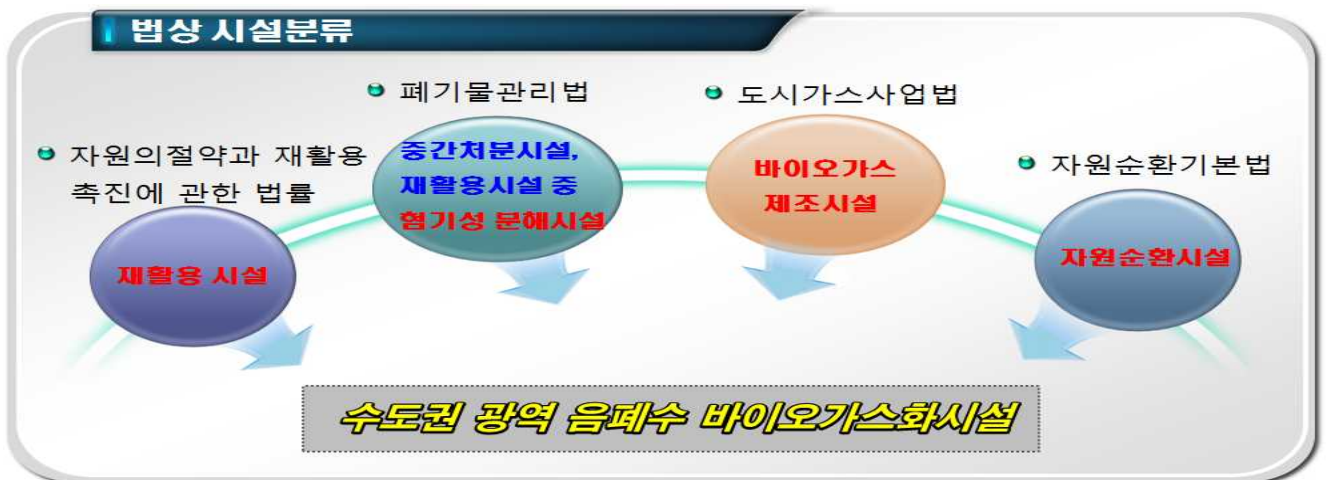 법상 시설분류
폐기물관리법
도시가스사업법
자원의절약과 재활용
촉진에 관한 법률
자원순환기본법
중간처분시설,
재활용시설 중
혐기성 분해시설
바이오가스
제조시설
재활용 시설
자원순환시설
수도권 광역 음폐수 바이오가스화시설